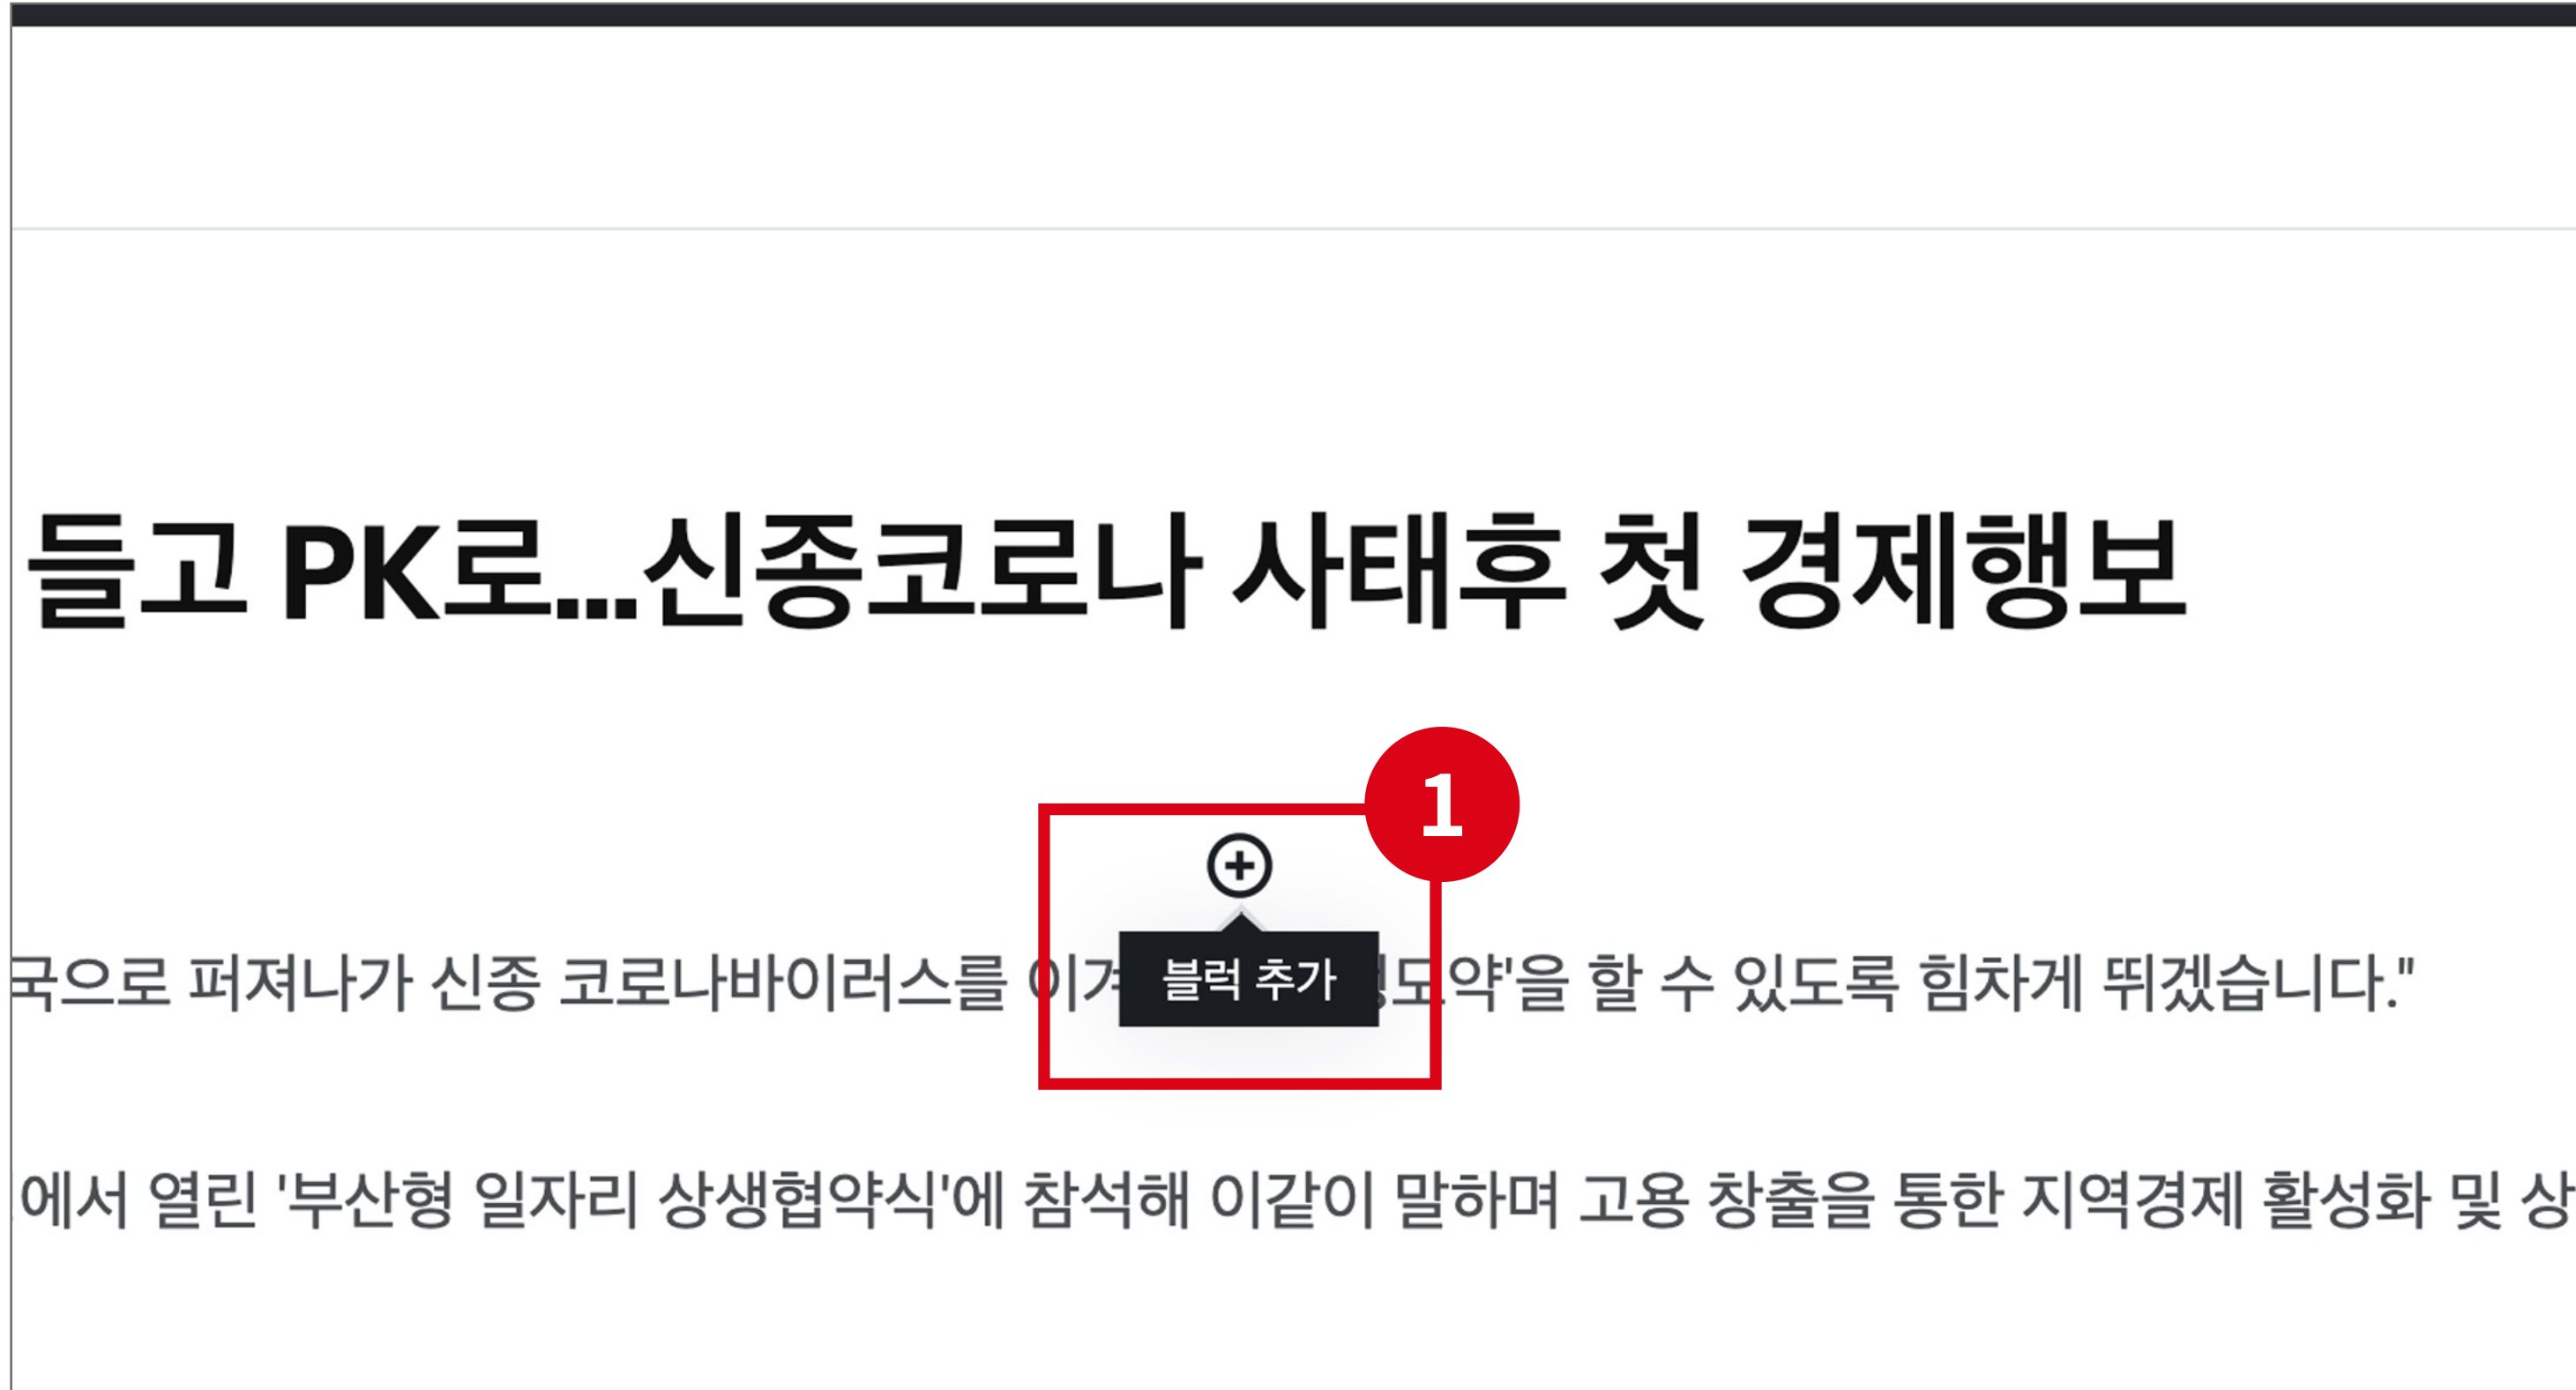 들고 PK로...신종코로나 사태후 첫 경제행보
1
국으로 퍼져나가 신종 코로나바이러스를 도약'을 할 수 있도록 힘차게 뛰겠습니다."
블럭 추가
에서 열린 '부산형 일자리 상생협약식'에 참석해 이같이 말하며 고용 창출을 통한 지역경제 활성화 및 상